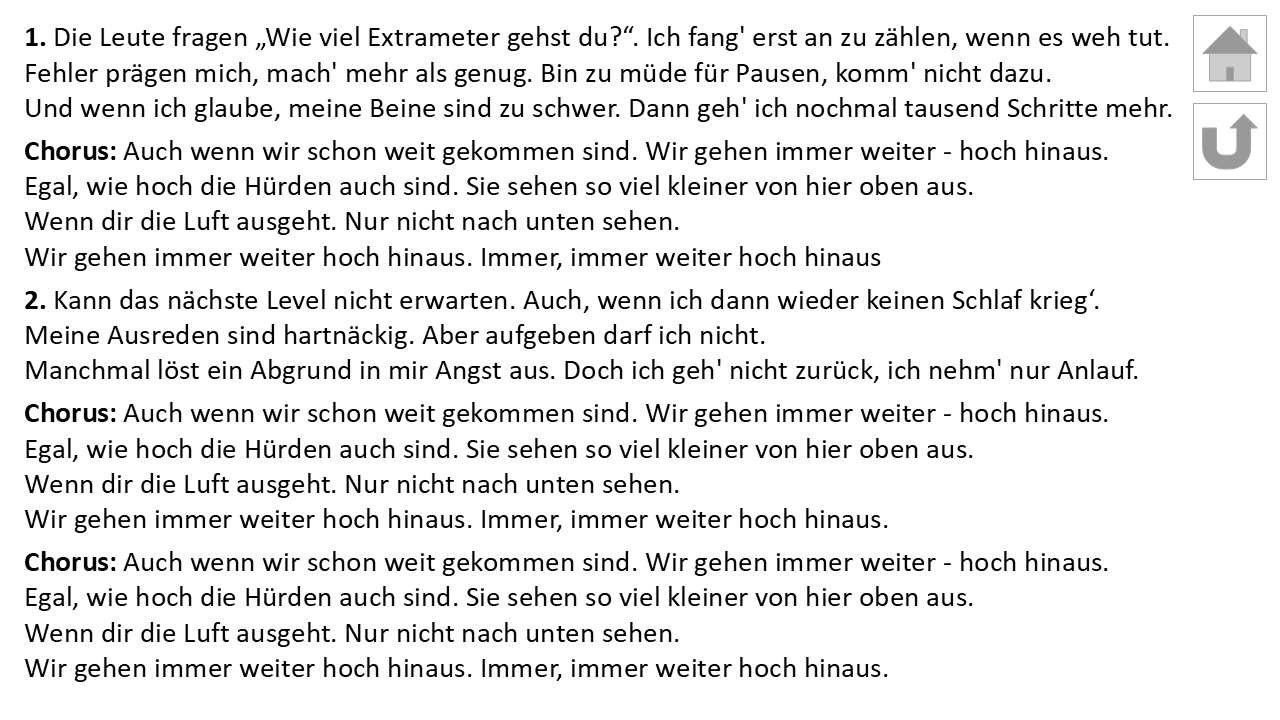 1. Die Leute fragen „Wie viel Extrameter gehst du?“. Ich fang' erst an zu zählen, wenn es weh tut.
Fehler prägen mich, mach' mehr als genug. Bin zu müde für Pausen, komm' nicht dazu.
Und wenn ich glaube, meine Beine sind zu schwer. Dann geh' ich nochmal tausend Schritte mehr.
Chorus: Auch wenn wir schon weit gekommen sind. Wir gehen immer weiter - hoch hinaus.
Egal, wie hoch die Hürden auch sind. Sie sehen so viel kleiner von hier oben aus.
Wenn dir die Luft ausgeht. Nur nicht nach unten sehen.
Wir gehen immer weiter hoch hinaus. Immer, immer weiter hoch hinaus
2. Kann das nächste Level nicht erwarten. Auch, wenn ich dann wieder keinen Schlaf krieg‘.
Meine Ausreden sind hartnäckig. Aber aufgeben darf ich nicht.
Manchmal löst ein Abgrund in mir Angst aus. Doch ich geh' nicht zurück, ich nehm' nur Anlauf.
Chorus: Auch wenn wir schon weit gekommen sind. Wir gehen immer weiter - hoch hinaus.
Egal, wie hoch die Hürden auch sind. Sie sehen so viel kleiner von hier oben aus.
Wenn dir die Luft ausgeht. Nur nicht nach unten sehen.
Wir gehen immer weiter hoch hinaus. Immer, immer weiter hoch hinaus.
Chorus: Auch wenn wir schon weit gekommen sind. Wir gehen immer weiter - hoch hinaus.
Egal, wie hoch die Hürden auch sind. Sie sehen so viel kleiner von hier oben aus.
Wenn dir die Luft ausgeht. Nur nicht nach unten sehen.
Wir gehen immer weiter hoch hinaus. Immer, immer weiter hoch hinaus.